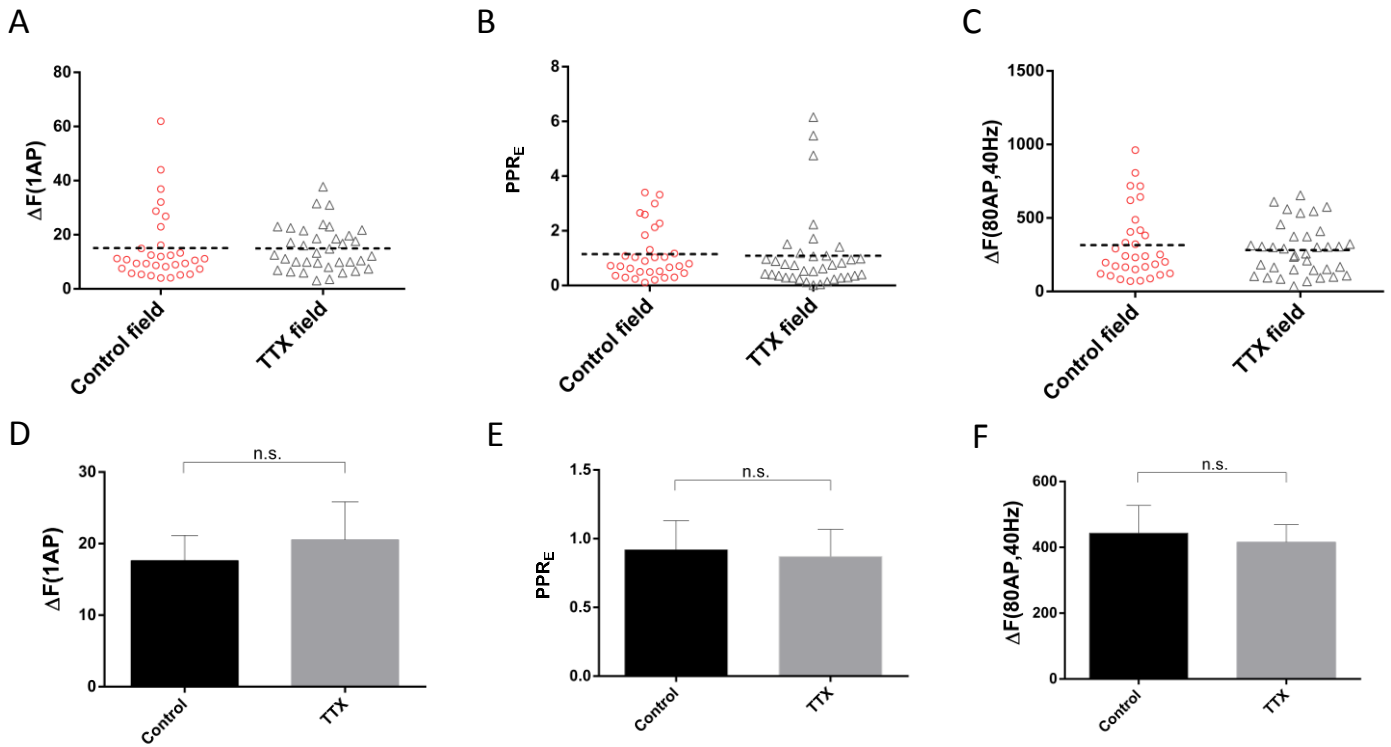 A
B
C
ΔF(1AP)
80
60
40
20
0
Control field
TTX field
PPRE
8
6
4
2
0
Control field
TTX field
ΔF(80AP,40Hz)
1500
1000
500
0
Control field
TTX field
D
E
F
ΔF(1AP)
30
20
10
0
n.s.
Control
TTX
PPRE
1.5
1.0
0.5
0.0
n.s.
Control
TTX
ΔF(80AP,40Hz)
600
400
200
0
n.s.
Control
TTX